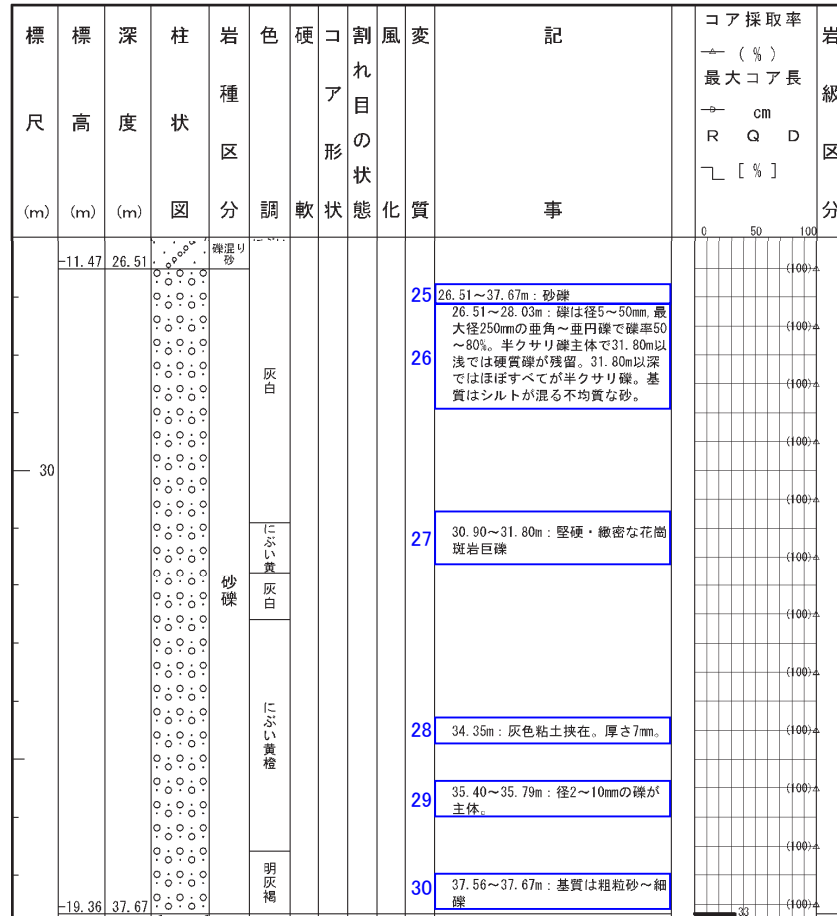 標尺(m)
標高(m)
深度(m)
柱状図
岩種区分
色調
硬軟
コア形状
割れ目の状態
風化
変質
記事
コア採取率
(%)
最大コア長
cm
R Q D
[%]
0 50 100
岩級区分
-11.47 26.51
礫混り
砂
25
26.51～37.67m：砂礫
26
26.51～28.03m：礫は径5～50mm,最
大径250mmの亜角～亜円礫で礫率50
～80%。半クサリ礫主体で31.80m以
浅では硬質礫が残留。31.80m以深
ではほぼすべてが半クサリ礫。基
質はシルトが混る不均質な砂。
灰白
30
27
30.90～31.80m：堅硬・緻密な花崗
斑岩巨礫
にぶい黄
砂礫
灰白
にぶい黄橙
28
34.35m：灰色粘土挟在。厚さ7mm。
29
35.40～35.79m：径2～10mmの礫が
主体。
明灰褐
30
37.56～37.67m：基質は粗粒砂～細
礫
-19.36 37.67
(100)
(100)
(100)
(100)
(100)
(100)
(100)
(100)
(100)
(100)
(100)
(100)
33